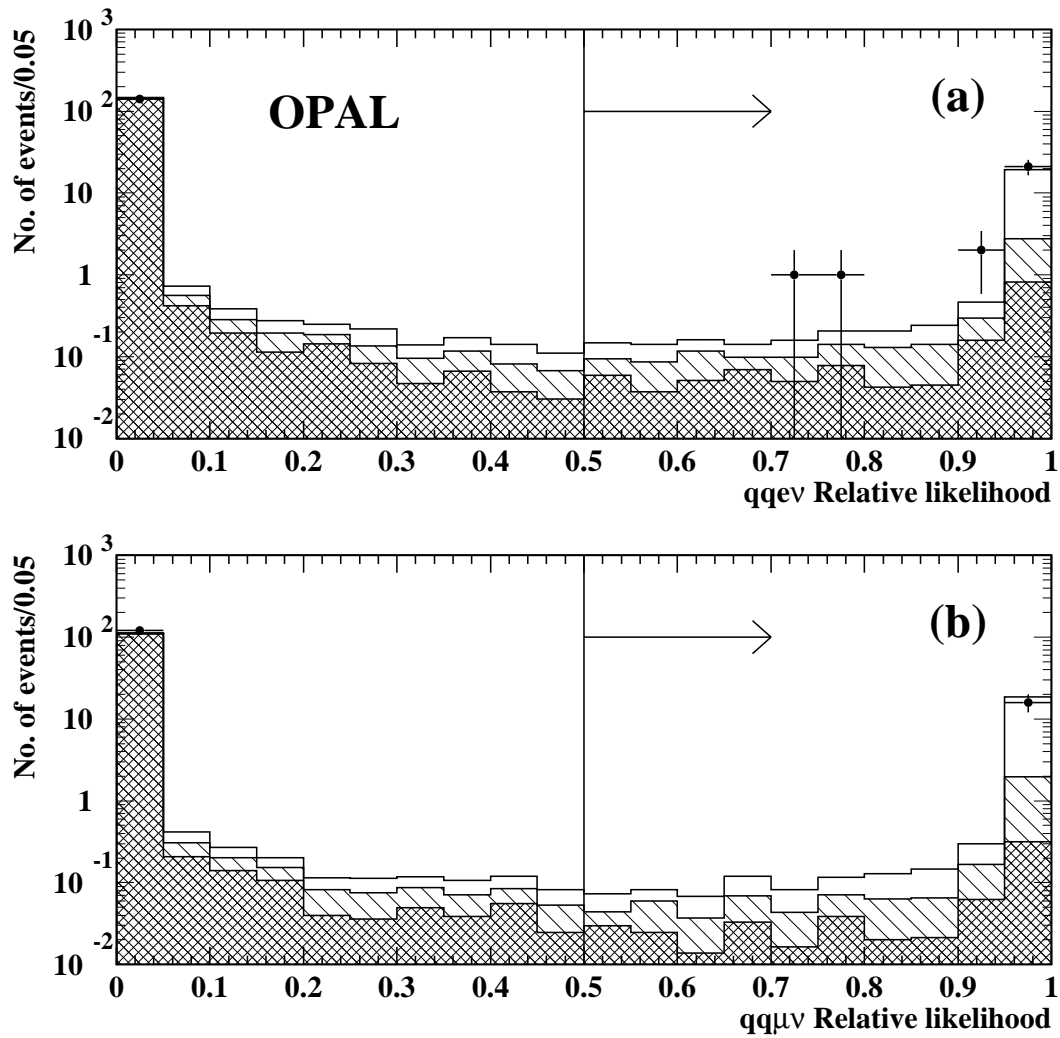 No. of events/0.05
10 3
10 2
10
1
10 -1
10 -2
OPAL
(a)
0 0.1 0.2 0.3 0.4 0.5 0.6 0.7 0.8 0.9 1
qqeν Relative likelihood
No. of events/0.05
10 3
10 2
10
1
10 -1
10 -2
(b)
0 0.1 0.2 0.3 0.4 0.5 0.6 0.7 0.8 0.9 1
qqμν Relative likelihood